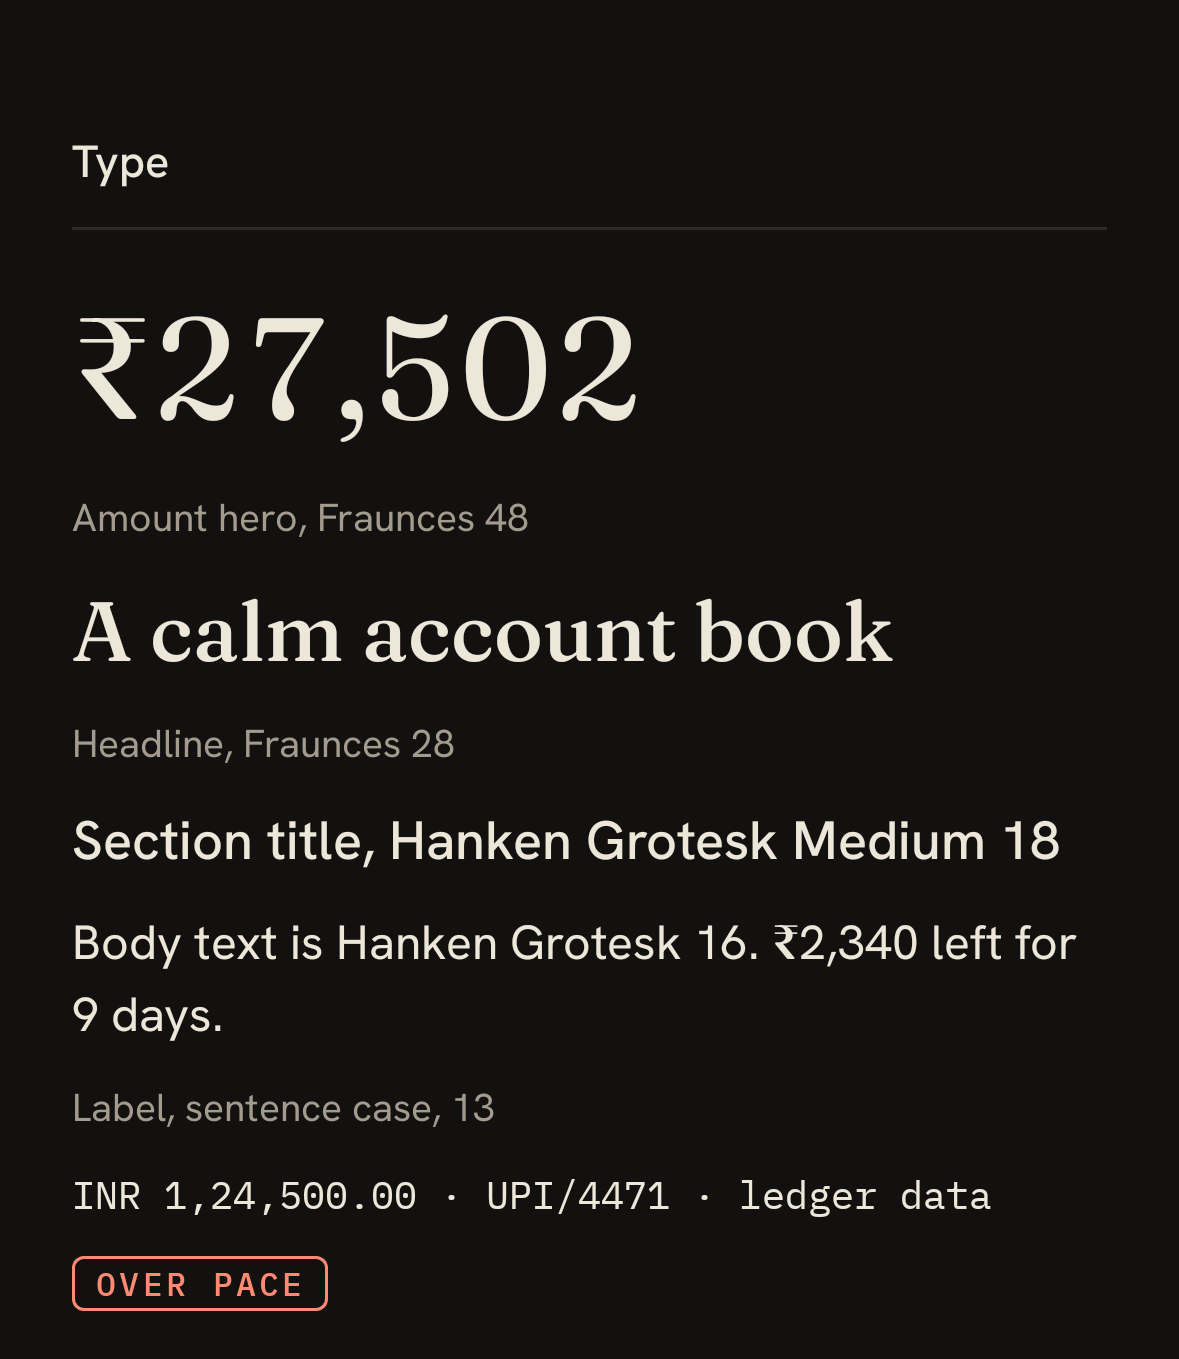 Type
₹27,502
Amount hero, Fraunces 48
A calm account book
Headline, Fraunces 28
Section title, Hanken Grotesk Medium 18
Body text is Hanken Grotesk 16. ₹2,340 left for
9 days.
Label, sentence case, 13
INR 1,24,500.00 · UPI/4471 · ledger data
OVER PACE